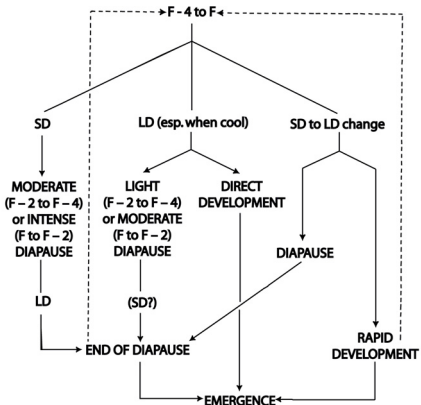 F - 4 to F
SD
LD (esp. when cool)
SD to LD change
MODERATE
(F – 2 to F – 4)
or INTENSE
(F to F – 2)
DIAPAUSE
LIGHT
(F – 2 to F – 4)
or MODERATE
(F to F – 2)
DIAPAUSE
DIRECT
DEVELOPMENT
DIAPAUSE
LD
(SD?)
END OF DIAPAUSE
RAPID
DEVELOPMENT
EMERGENCE